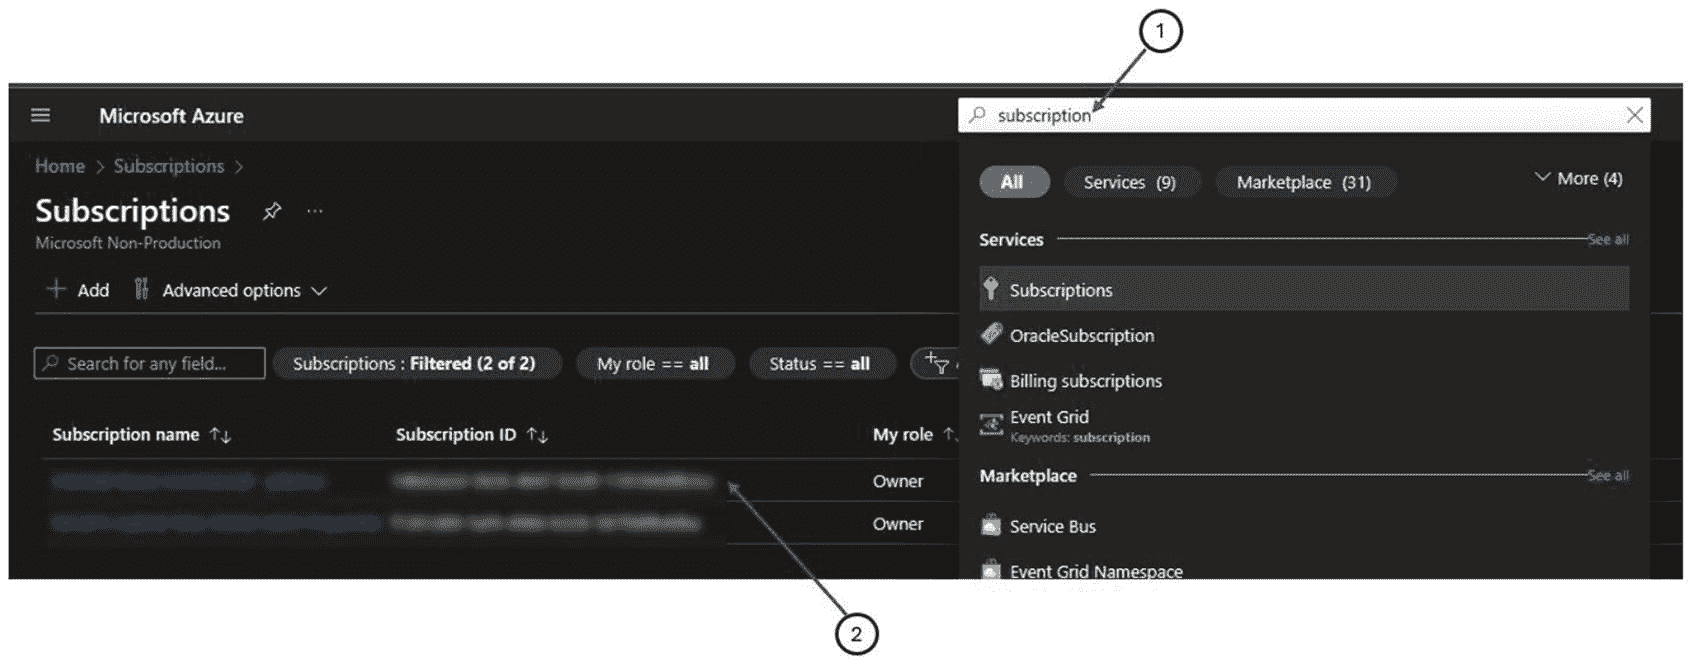 1
Microsoft Azure
subscription
Home > Subscriptions >
All
Services (9)
Marketplace (31)
More (4)
Subscriptions
...
Microsoft Non-Production
Services
See all
+ Add
Advanced options
Subscriptions
OracleSubscription
Search for any field...
Subscriptions : Filtered (2 of 2)
My role == all
Status == all
Billing subscriptions
Event Grid
Keywords: subscription
Subscription name ↑↓
Subscription ID ↑↓
My role ↑
Marketplace
See all
Owner
Owner
Service Bus
Event Grid Namespace
2